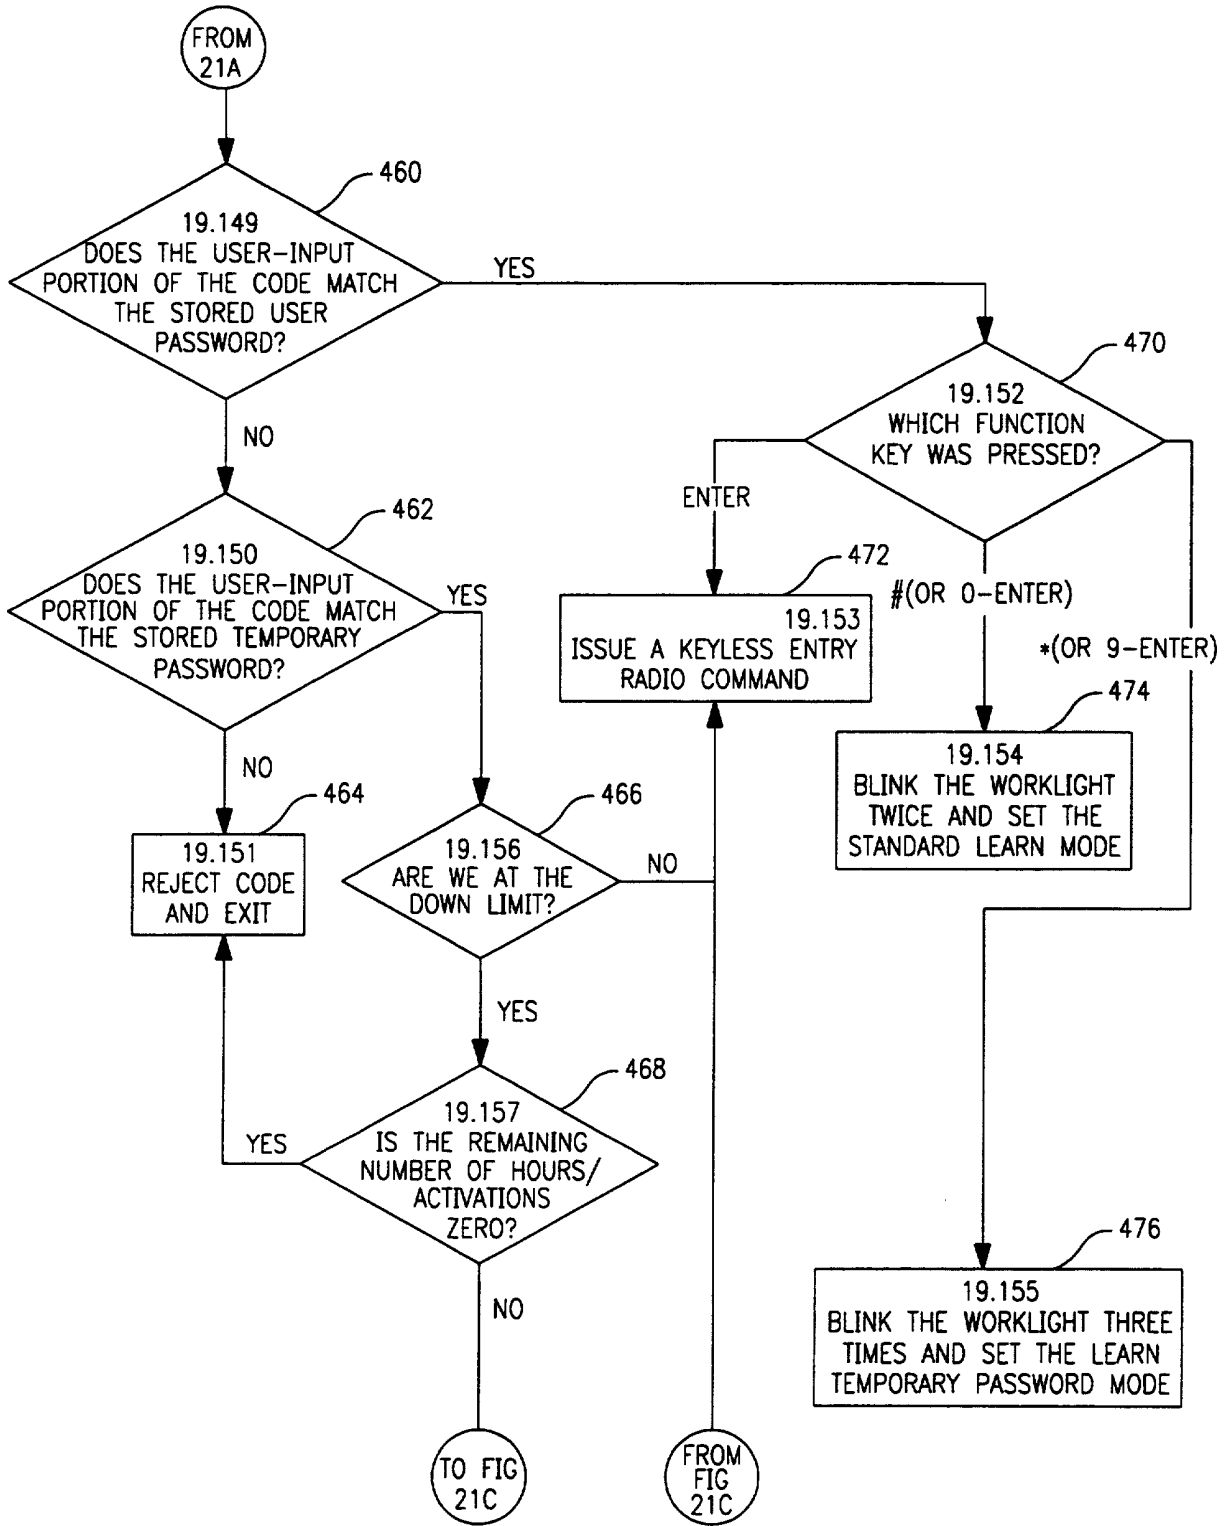 FROM
21A
460
19.149
DOES THE USER-INPUT
PORTION OF THE CODE MATCH
THE STORED USER
PASSWORD?
YES
NO
470
19.152
WHICH FUNCTION
KEY WAS PRESSED?
ENTER
#(OR 0-ENTER)
*(OR 9-ENTER)
462
19.150
DOES THE USER-INPUT
PORTION OF THE CODE MATCH
THE STORED TEMPORARY
PASSWORD?
YES
NO
472
19.153
ISSUE A KEYLESS ENTRY
RADIO COMMAND
474
19.154
BLINK THE WORKLIGHT
TWICE AND SET THE
STANDARD LEARN MODE
464
19.151
REJECT CODE
AND EXIT
466
19.156
ARE WE AT THE
DOWN LIMIT?
NO
YES
468
19.157
IS THE REMAINING
NUMBER OF HOURS/
ACTIVATIONS
ZERO?
YES
NO
476
19.155
BLINK THE WORKLIGHT THREE
TIMES AND SET THE LEARN
TEMPORARY PASSWORD MODE
TO FIG
21C
FROM
FIG
21C